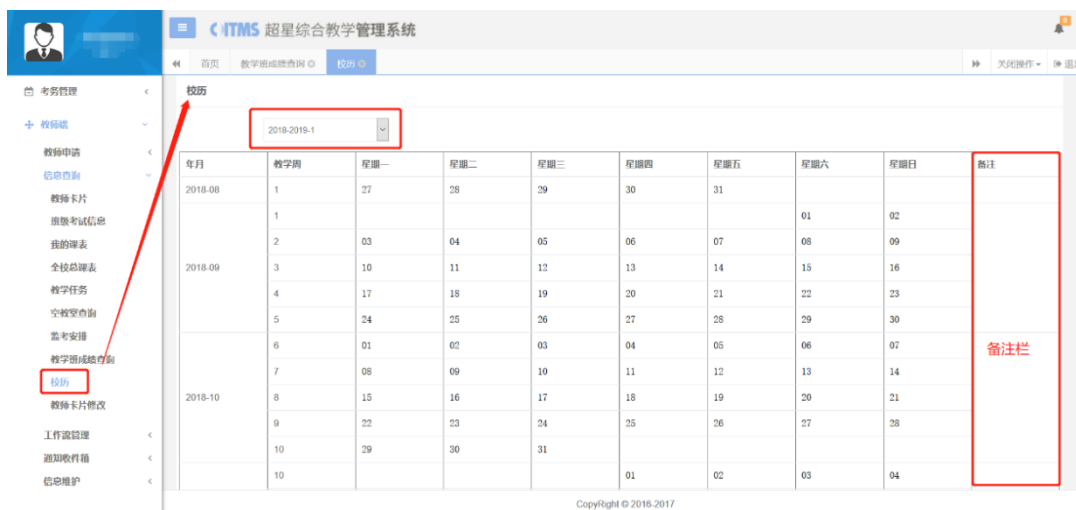 ITMS 超星综合教学管理系统
首页 教学班成绩查询 校历 关闭操作
考务管理
教师端
教师申请
信息查询
教师卡片
班级考试信息
我的课表
全校总课表
教学任务
空教室查询
监考安排
教学班成绩查询
校历
教师卡片修改
工作流管理
通知收件箱
信息维护
校历
2018-2019-1
年月 教学周 星期一 星期二 星期三 星期四 星期五 星期六 星期日 备注
2018-08 1 27 28 29 30 31
1 01 02
2 03 04 05 06 07 08 09
2018-09 3 10 11 12 13 14 15 16
4 17 18 19 20 21 22 23
5 24 25 26 27 28 29 30
6 01 02 03 04 05 06 07
备注栏
7 08 09 10 11 12 13 14
2018-10 8 15 16 17 18 19 20 21
9 22 23 24 25 26 27 28
10 29 30 31
10 01 02 03 04
CopyRight © 2016-2017